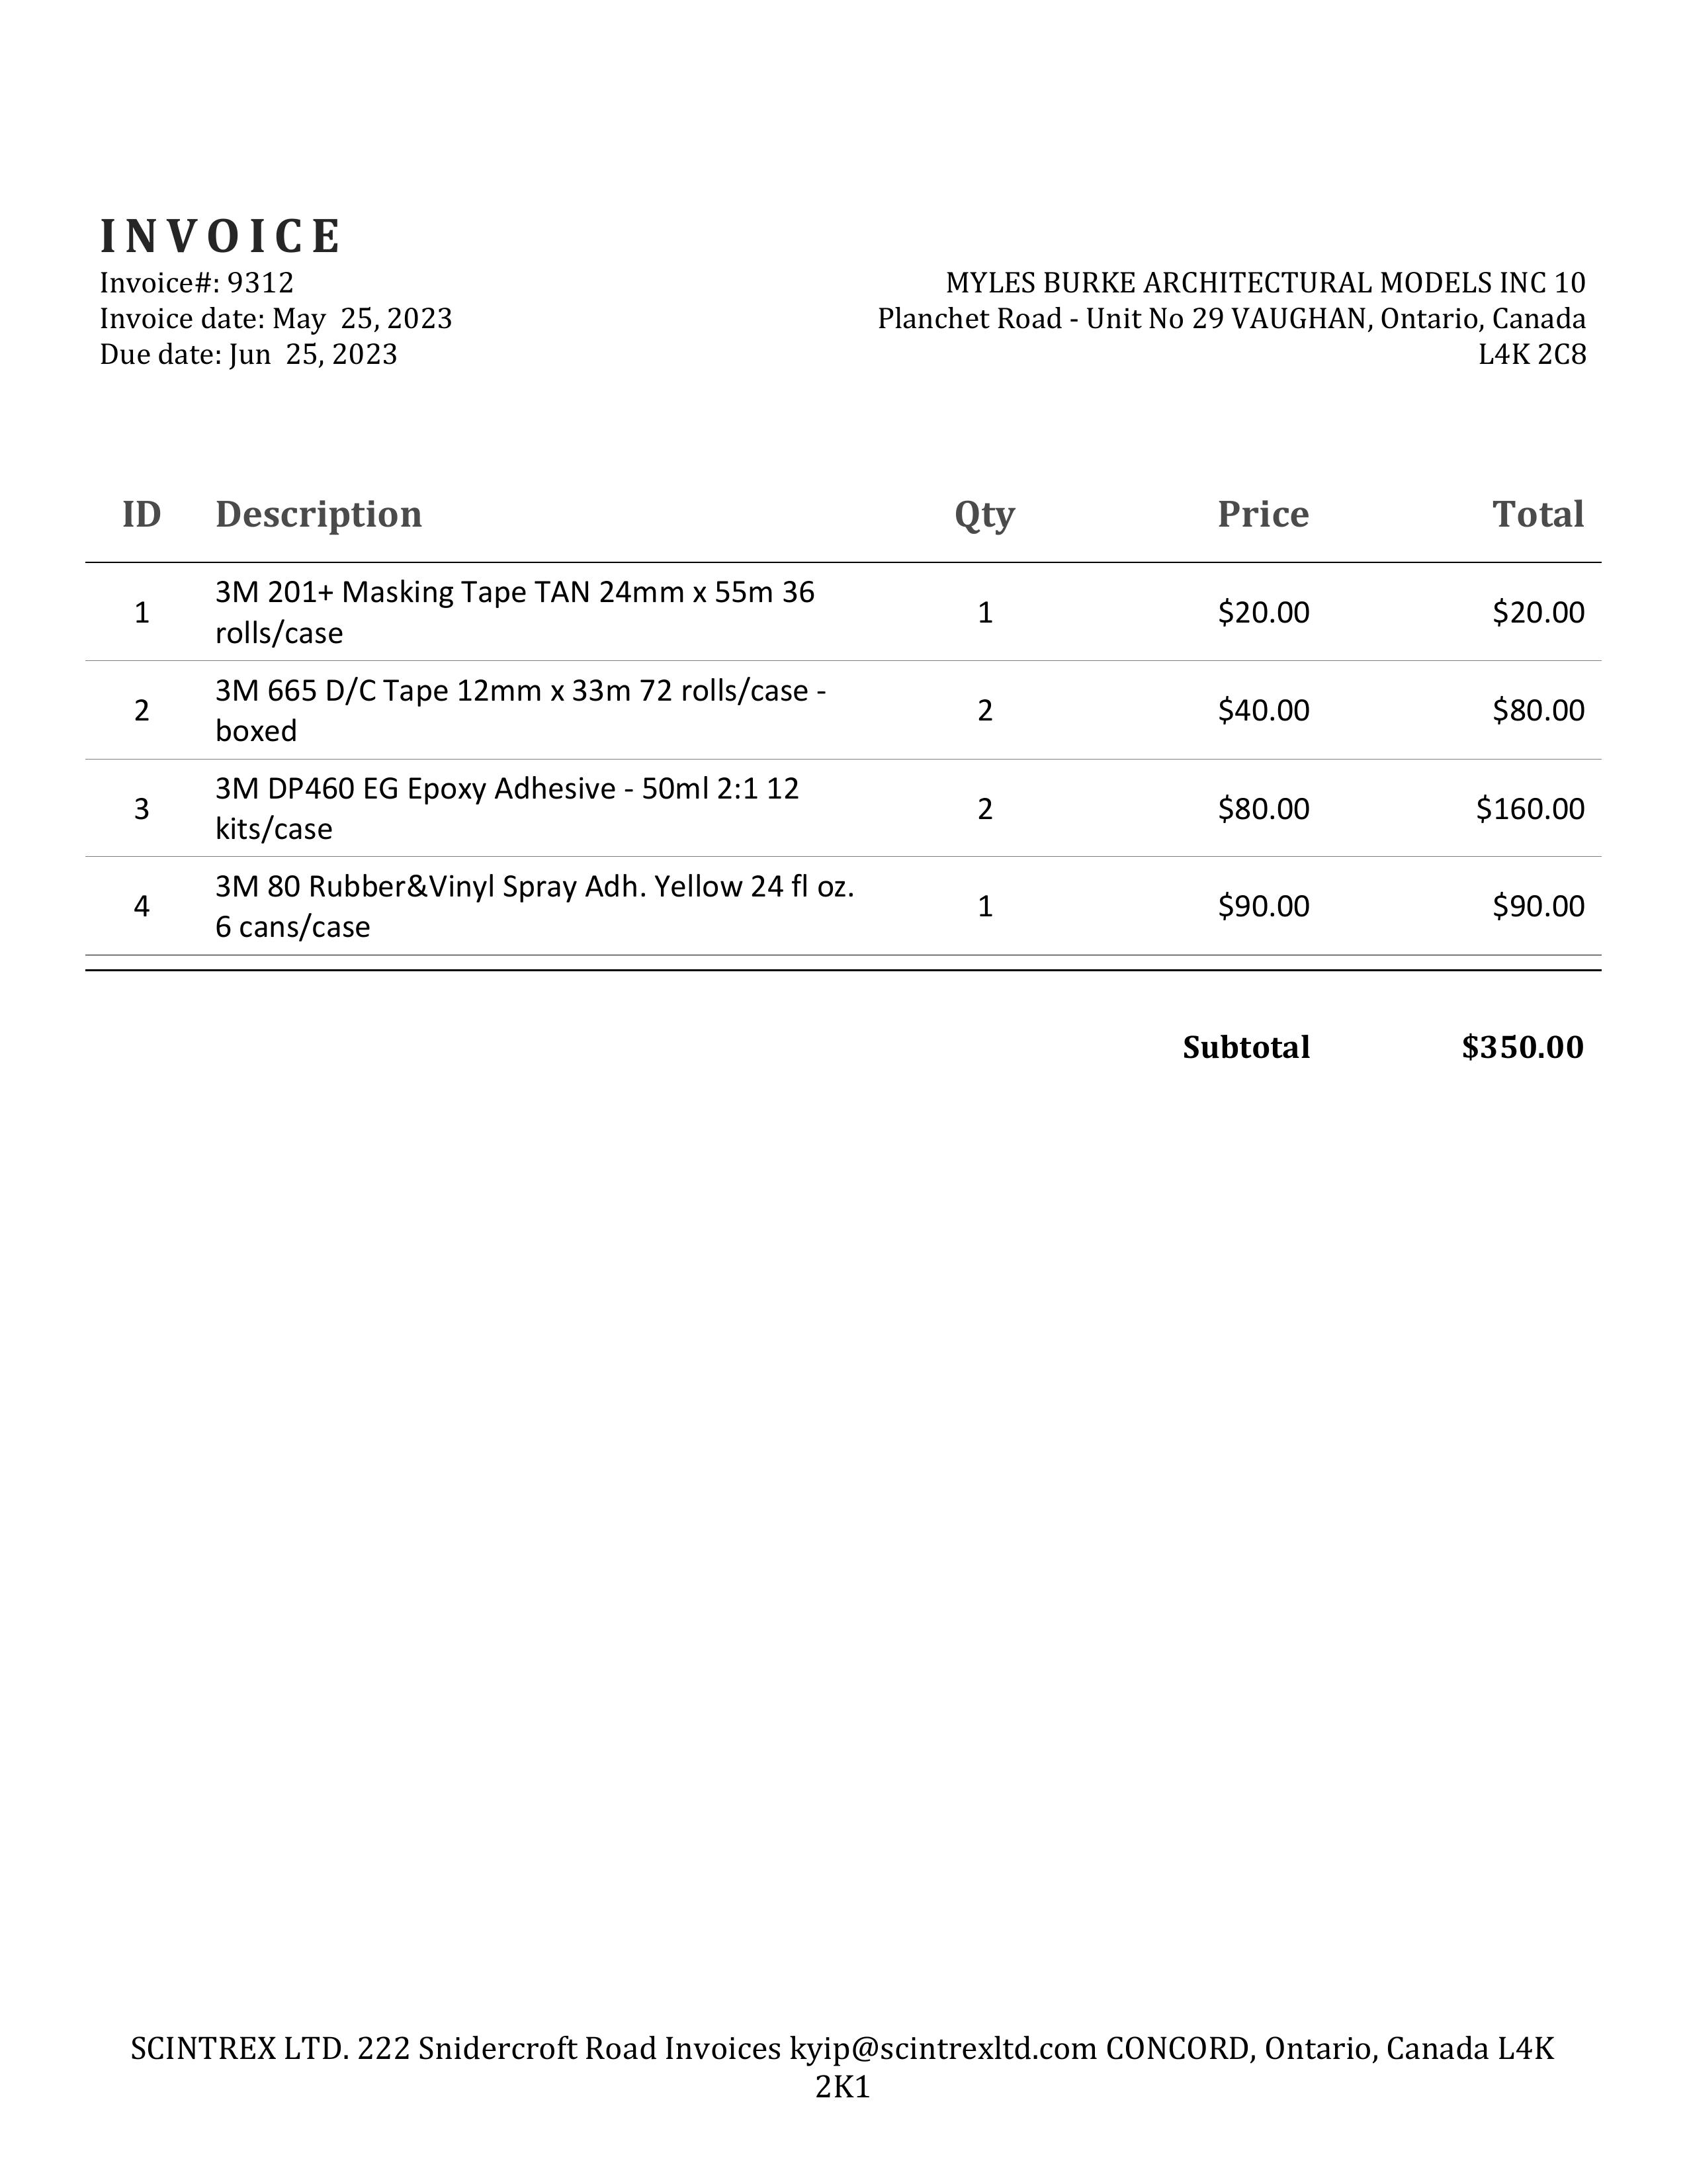 INVOICE
Invoice#: 9312
Invoice date: May  25, 2023
Due date: Jun  25, 2023
MYLES BURKE ARCHITECTURAL MODELS INC 10
Planchet Road - Unit No 29 VAUGHAN, Ontario, Canada
L4K 2C8
ID Description Qty Price Total
1 3M 201+ Masking Tape TAN 24mm x 55m 36
rolls/case 1 $20.00 $20.00
2 3M 665 D/C Tape 12mm x 33m 72 rolls/case -
boxed 2 $40.00 $80.00
3 3M DP460 EG Epoxy Adhesive - 50ml 2:1 12
kits/case 2 $80.00 $160.00
4 3M 80 Rubber&Vinyl Spray Adh. Yellow 24 fl oz.
6 cans/case 1 $90.00 $90.00
Subtotal $350.00
SCINTREX LTD. 222 Snidercroft Road Invoices kyip@scintrexltd.com CONCORD, Ontario, Canada L4K
2K1